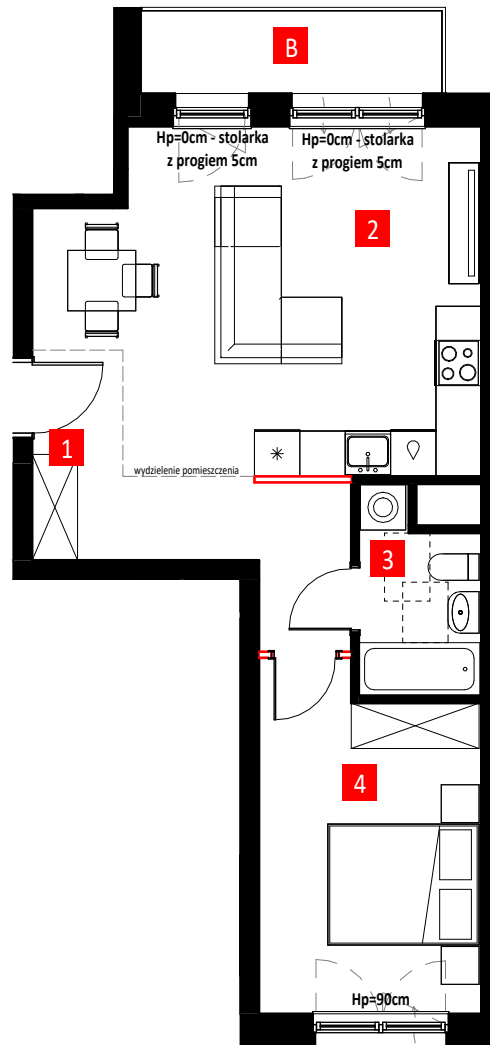 B
Hp=0cm - stolarka
z progiem 5cm
Hp=0cm - stolarka
z progiem 5cm
2
1
wydzielenie pomieszczenia
3
4
Hp=90cm